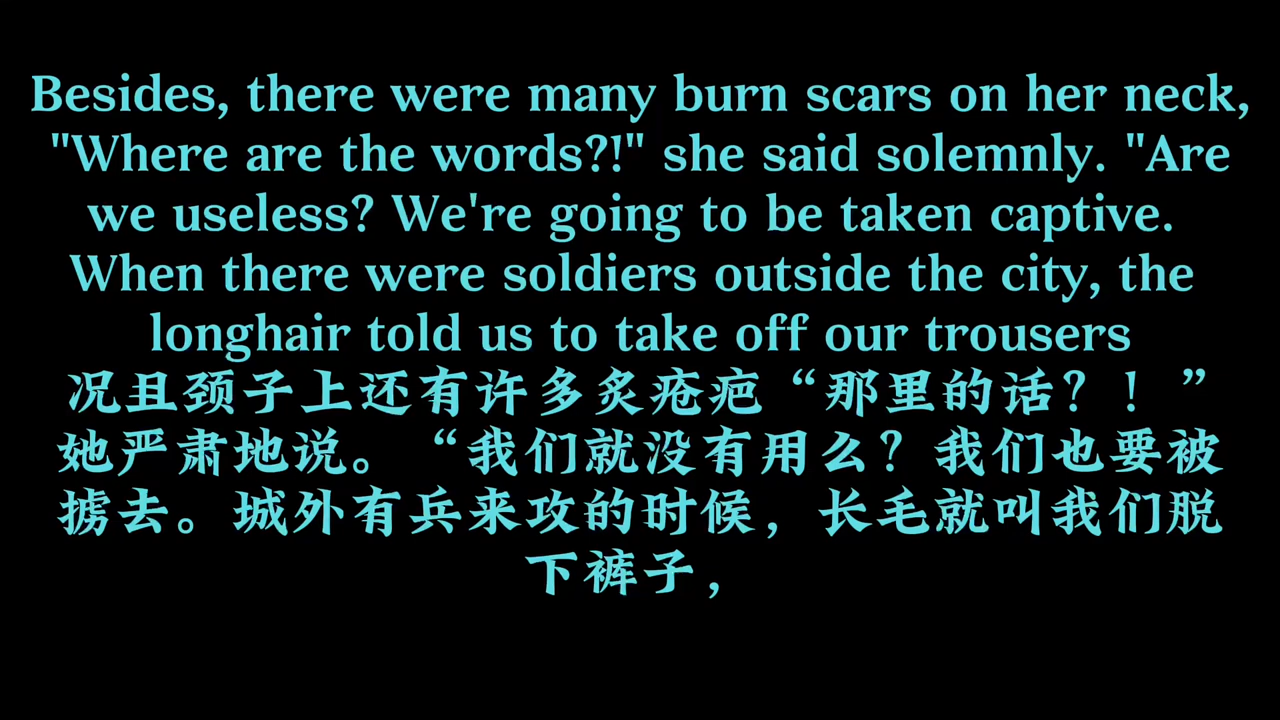 Besides, there were many burn scars on her neck,
"Where are the words?!" she said solemnly. "Are
we useless? We're going to be taken captive.
When there were soldiers outside the city, the
longhair told us to take off our trousers
况且颈子上还有许多炙疮疤“那里的话？！”
她严肃地说。“我们就没有用么？我们也要被
掳去。城外有兵来攻的时候，长毛就叫我们脱
下裤子，